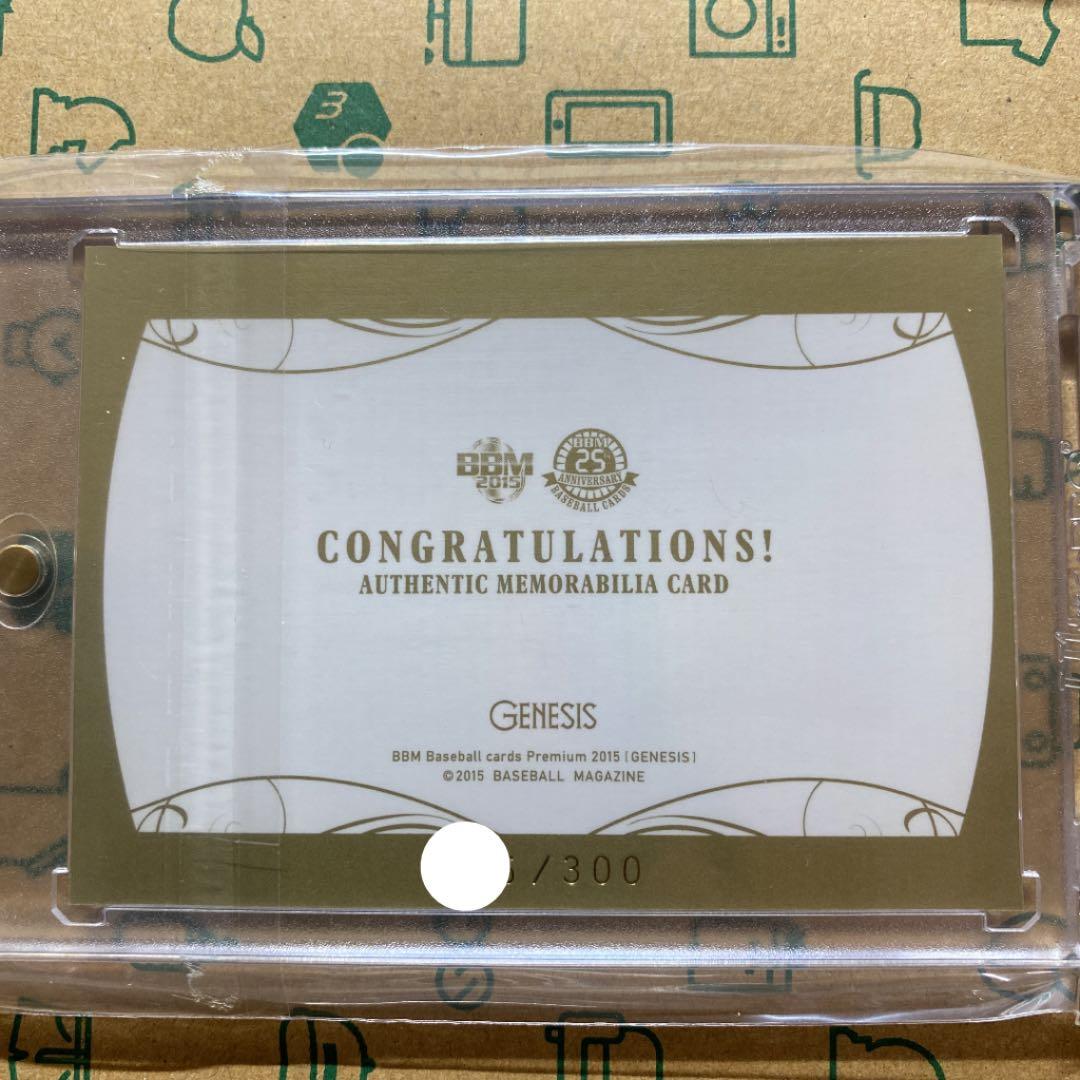 BBM
2015
BBM
25th
ANNIVERSARY
BASEBALL CARDS
CONGRATULATIONS!
AUTHENTIC MEMORABILIA CARD
GENESIS
BBM Baseball cards Premium 2015 [GENESIS]
©2015 BASEBALL MAGAZINE
/300